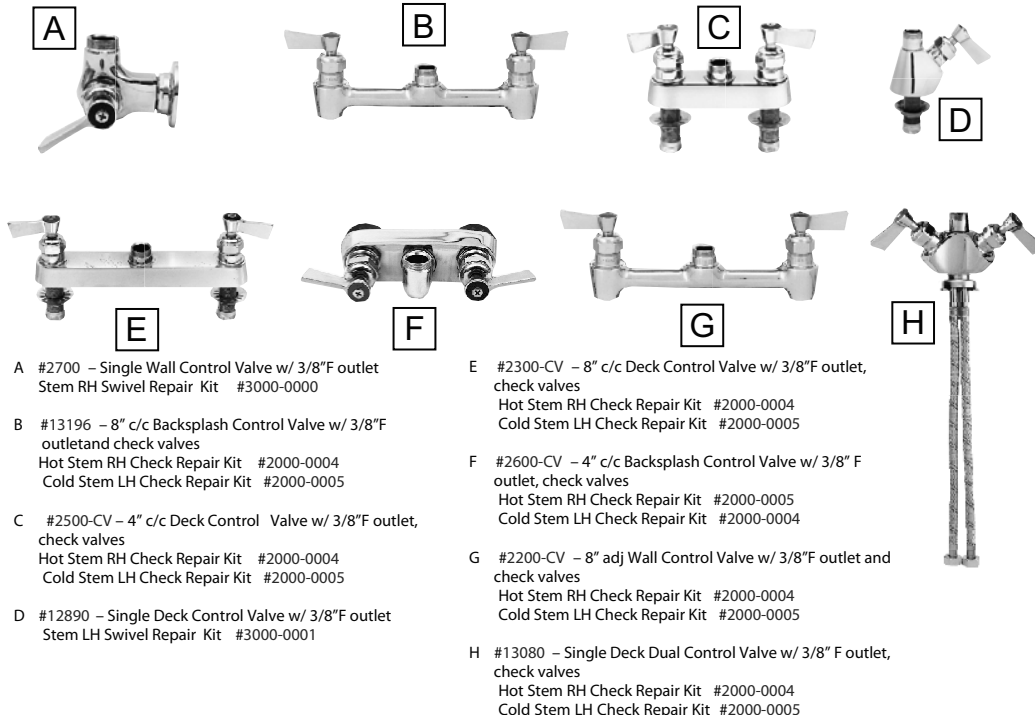 A
B
C
D
E
F
G
H
A #2700 – Single Wall Control Valve w/ 3/8”F outlet
Stem RH Swivel Repair Kit #3000-0000
B #13196 – 8” c/c Backsplash Control Valve w/ 3/8”F
outletand check valves
Hot Stem RH Check Repair Kit #2000-0004
Cold Stem LH Check Repair Kit #2000-0005
C #2500-CV – 4” c/c Deck Control Valve w/ 3/8”F outlet,
check valves
Hot Stem RH Check Repair Kit #2000-0004
Cold Stem LH Check Repair Kit #2000-0005
D #12890 – Single Deck Control Valve w/ 3/8”F outlet
Stem LH Swivel Repair Kit #3000-0001
E #2300-CV – 8” c/c Deck Control Valve w/ 3/8”F outlet,
check valves
Hot Stem RH Check Repair Kit #2000-0004
Cold Stem LH Check Repair Kit #2000-0005
F #2600-CV – 4” c/c Backsplash Control Valve w/ 3/8” F
outlet, check valves
Hot Stem RH Check Repair Kit #2000-0005
Cold Stem LH Check Repair Kit #2000-0004
G #2200-CV – 8” adj Wall Control Valve w/ 3/8”F outlet and
check valves
Hot Stem RH Check Repair Kit #2000-0004
Cold Stem LH Check Repair Kit #2000-0005
H #13080 – Single Deck Dual Control Valve w/ 3/8” F outlet,
check valves
Hot Stem RH Check Repair Kit #2000-0004
Cold Stem LH Check Repair Kit #2000-0005